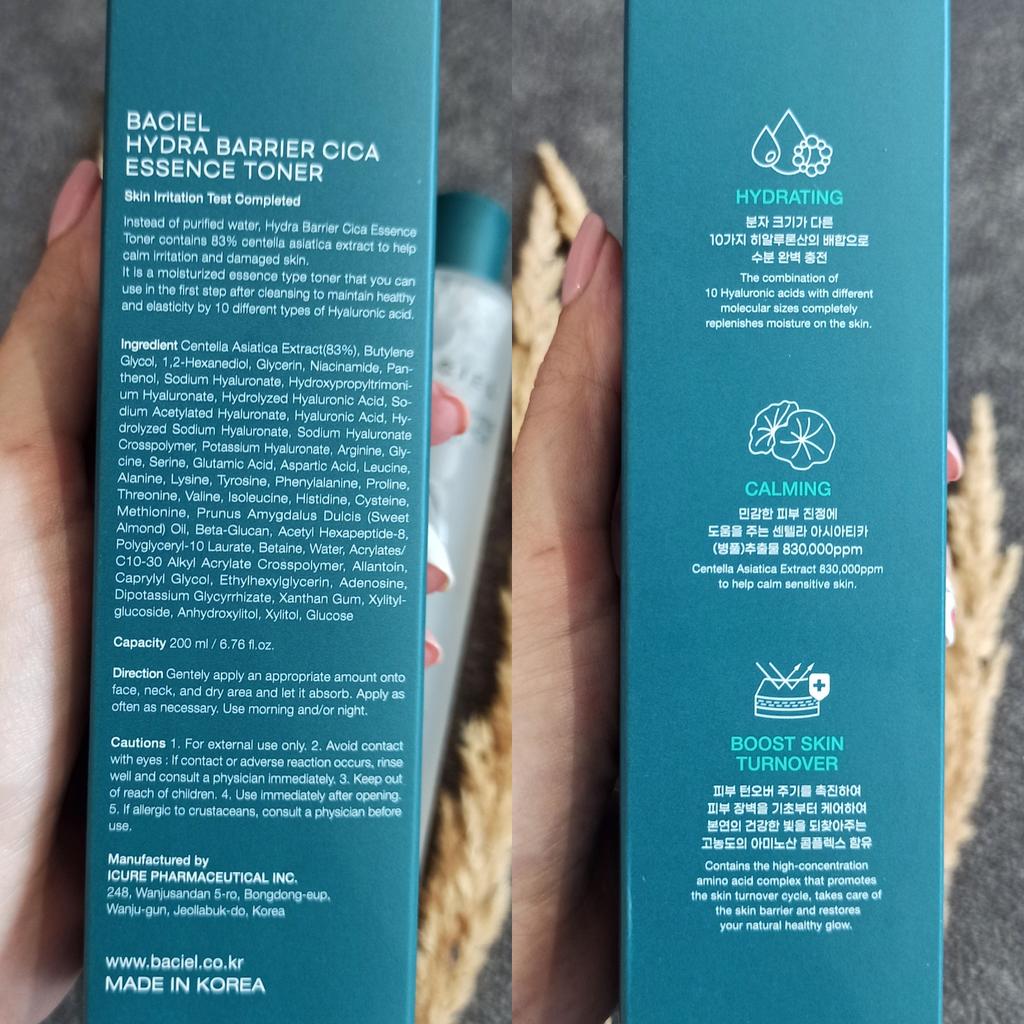 BACIEL
HYDRA BARRIER CICA
ESSENCE TONER
Skin Irritation Test Completed
Instead of purified water, Hydra Barrier Cica Essence
Toner contains 83% centella asiatica extract to help
calm irritation and damaged skin.
It is a moisturized essence type toner that you can
use in the first step after cleansing to maintain healthy
and elasticity by 10 different types of Hyaluronic acid.
Ingredient Centella Asiatica Extract(83%), Butylene
Glycol, 1,2-Hexanediol, Glycerin, Niacinamide, Pan-
thenol, Sodium Hyaluronate, Hydroxypropyltrimoni-
um Hyaluronate, Hydrolyzed Hyaluronic Acid, So-
dium Acetylated Hyaluronate, Hyaluronic Acid, Hy-
drolyzed Sodium Hyaluronate, Sodium Hyaluronate
Crosspolymer, Potassium Hyaluronate, Arginine, Gly-
cine, Serine, Glutamic Acid, Aspartic Acid, Leucine,
Alanine, Lysine, Tyrosine, Phenylalanine, Proline,
Threonine, Valine, Isoleucine, Histidine, Cysteine,
Methionine, Prunus Amygdalus Dulcis (Sweet
Almond) Oil, Beta-Glucan, Acetyl Hexapeptide-8,
Polyglyceryl-10 Laurate, Betaine, Water, Acrylates/
C10-30 Alkyl Acrylate Crosspolymer, Allantoin,
Caprylyl Glycol, Ethylhexylglycerin, Adenosine,
Dipotassium Glycyrrhizate, Xanthan Gum, Xylityl-
glucoside, Anhydroxylitol, Xylitol, Glucose
Capacity 200 ml / 6.76 fl.oz.
Direction Gentely apply an appropriate amount onto
face, neck, and dry area and let it absorb. Apply as
often as necessary. Use morning and/or night.
Cautions 1. For external use only. 2. Avoid contact
with eyes : If contact or adverse reaction occurs, rinse
well and consult a physician immediately. 3. Keep out
of reach of children. 4. Use immediately after opening.
5. If allergic to crustaceans, consult a physician before
use.
Manufactured by
ICURE PHARMACEUTICAL INC.
248, Wanjusandan 5-ro, Bongdong-eup,
Wanju-gun, Jeollabuk-do, Korea
www.baciel.co.kr
MADE IN KOREA
HYDRATING
분자 크기가 다른
10가지 히알루론산의 배합으로
수분 완벽 충전
The combination of
10 Hyaluronic acids with different
molecular sizes completely
replenishes moisture on the skin.
CALMING
민감한 피부 진정에
도움을 주는 센텔라 아시아티카
(병풀)추출물 830,000ppm
Centella Asiatica Extract 830,000ppm
to help calm sensitive skin.
BOOST SKIN
TURNOVER
피부 턴오버 주기를 촉진하여
피부 장벽을 기초부터 케어하여
본연의 건강한 빛을 되찾아주는
고농도의 아미노산 콤플렉스 함유
Contains the high-concentration
amino acid complex that promotes
the skin turnover cycle, takes care of
the skin barrier and restores
your natural healthy glow.